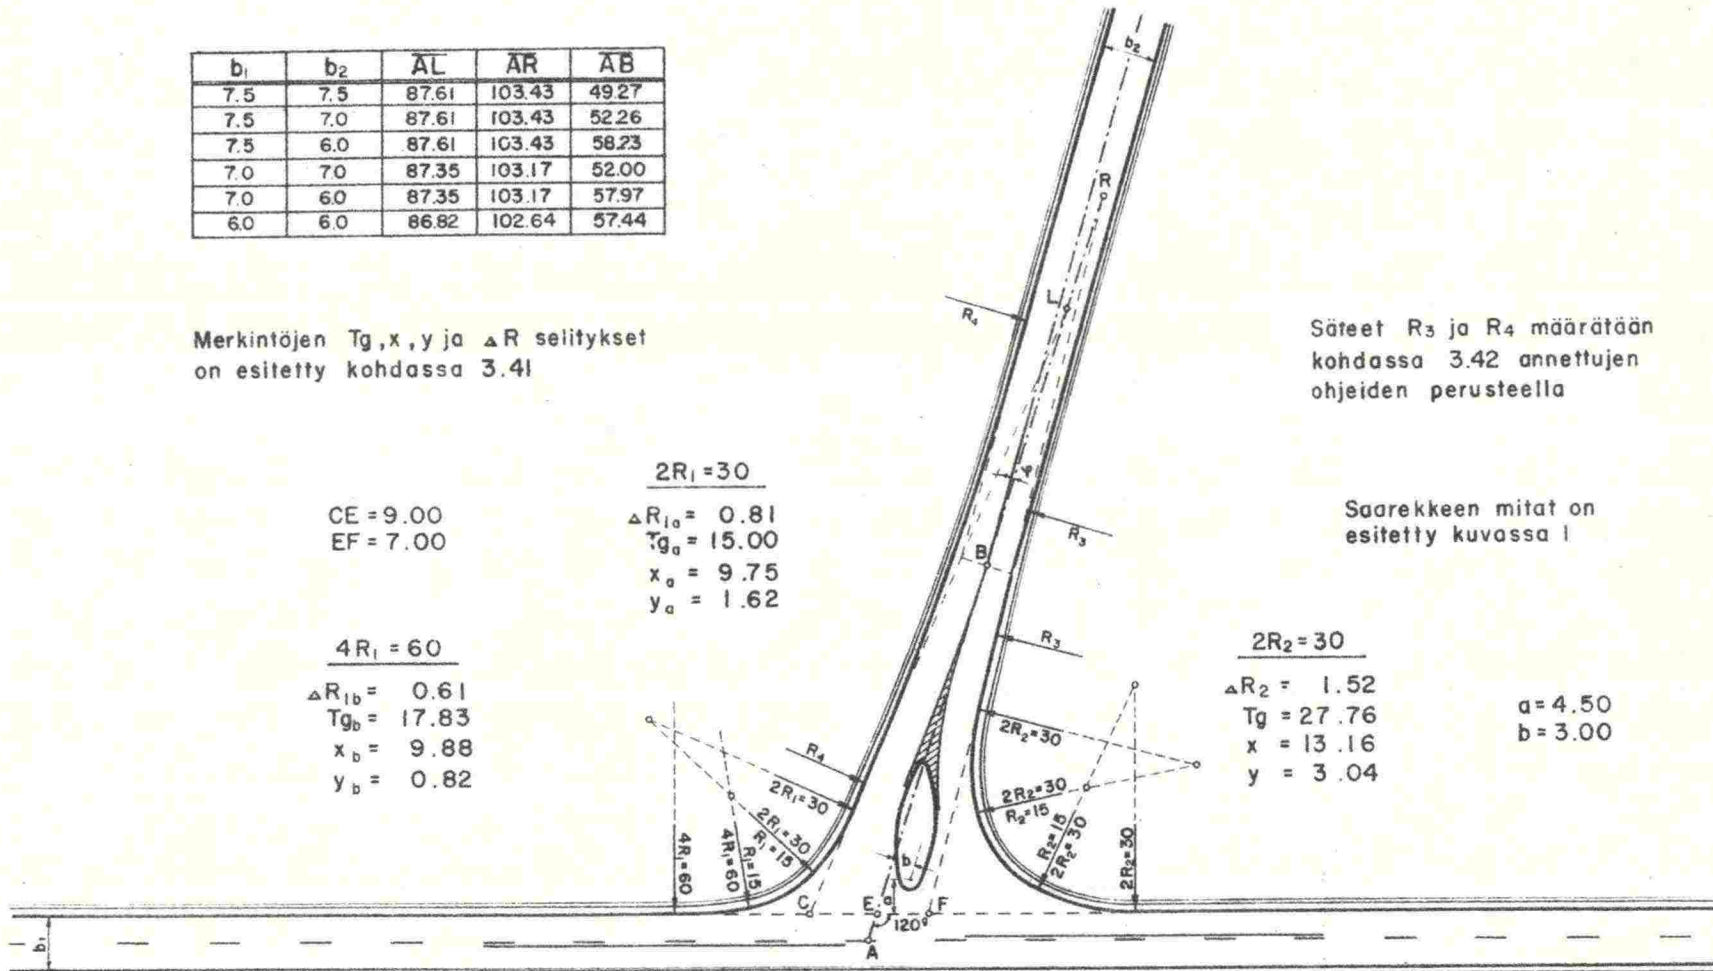 b₁ b₂ AL AR AB
7.5 7.5 87.61 103.43 49.27
7.5 7.0 87.61 103.43 52.26
7.5 6.0 87.61 103.43 58.23
7.0 7.0 87.35 103.17 52.00
7.0 6.0 87.35 103.17 57.97
6.0 6.0 86.82 102.64 57.44
Merkintöjen Tg, x, y ja ΔR selitykset
on esitetty kohdassa 3.41
Säteet R₃ ja R₄ määrätään
kohdassa 3.42 annettujen
ohjeiden perusteella
Saarekkeen mitat on
esitetty kuvassa 1
CE = 9.00
EF = 7.00
2R₁ = 30
ΔR₁ₐ = 0.81
Tgₐ = 15.00
xₐ = 9.75
yₐ = 1.62
4R₁ = 60
ΔR₁b = 0.61
Tgb = 17.83
xb = 9.88
yb = 0.82
2R₂ = 30
ΔR₂ = 1.52
Tg = 27.76
x = 13.16
y = 3.04
a = 4.50
b = 3.00
b₂
R
L
R₄
φ
R₃
B
R₃
R₄
2R₁=30
2R₁=30
R₁=15
4R₁=60
4R₁=60
R₁=15
2R₂=30
2R₂=30
R₂=15
R₂=15
2R₂=30
2R₂=30
b
a
C
E
F
120g
A
b₁